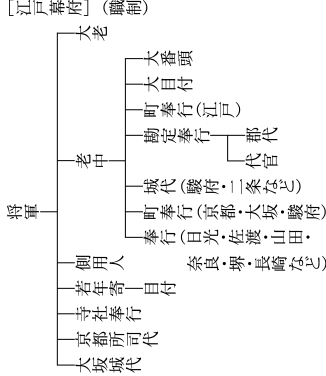 [江戸幕府](職制)
将軍
大老
老中
大番頭
大目付
町奉行(江戸)
勘定奉行
郡代
代官
城代(駿府・二条など)
町奉行(京都・大坂・駿府)
奉行(日光・佐渡・山田・
奈良・堺・長崎など)
側用人
若年寄
目付
寺社奉行
京都所司代
大坂城代